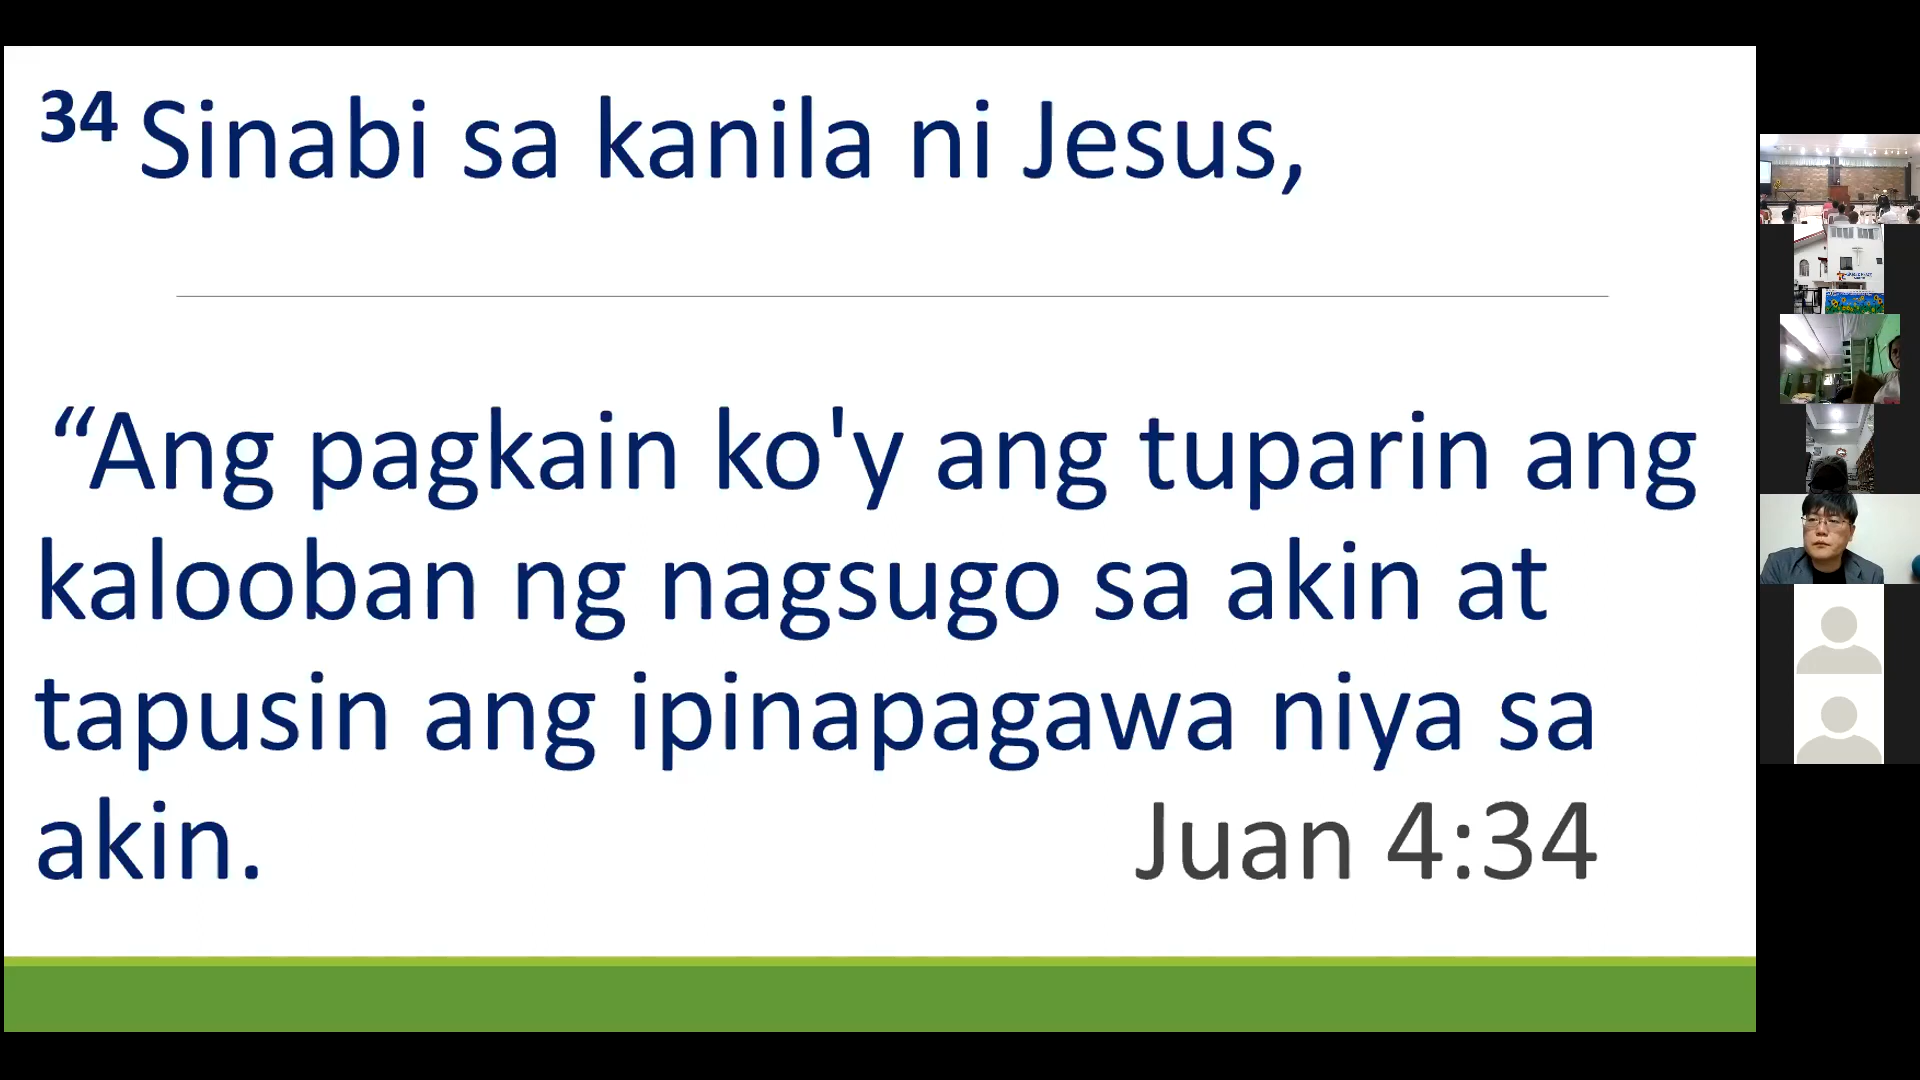 34 Sinabi sa kanila ni Jesus,
“Ang pagkain ko'y ang tuparin ang
kalooban ng nagsugo sa akin at
tapusin ang ipinapagawa niya sa
akin. Juan 4:34